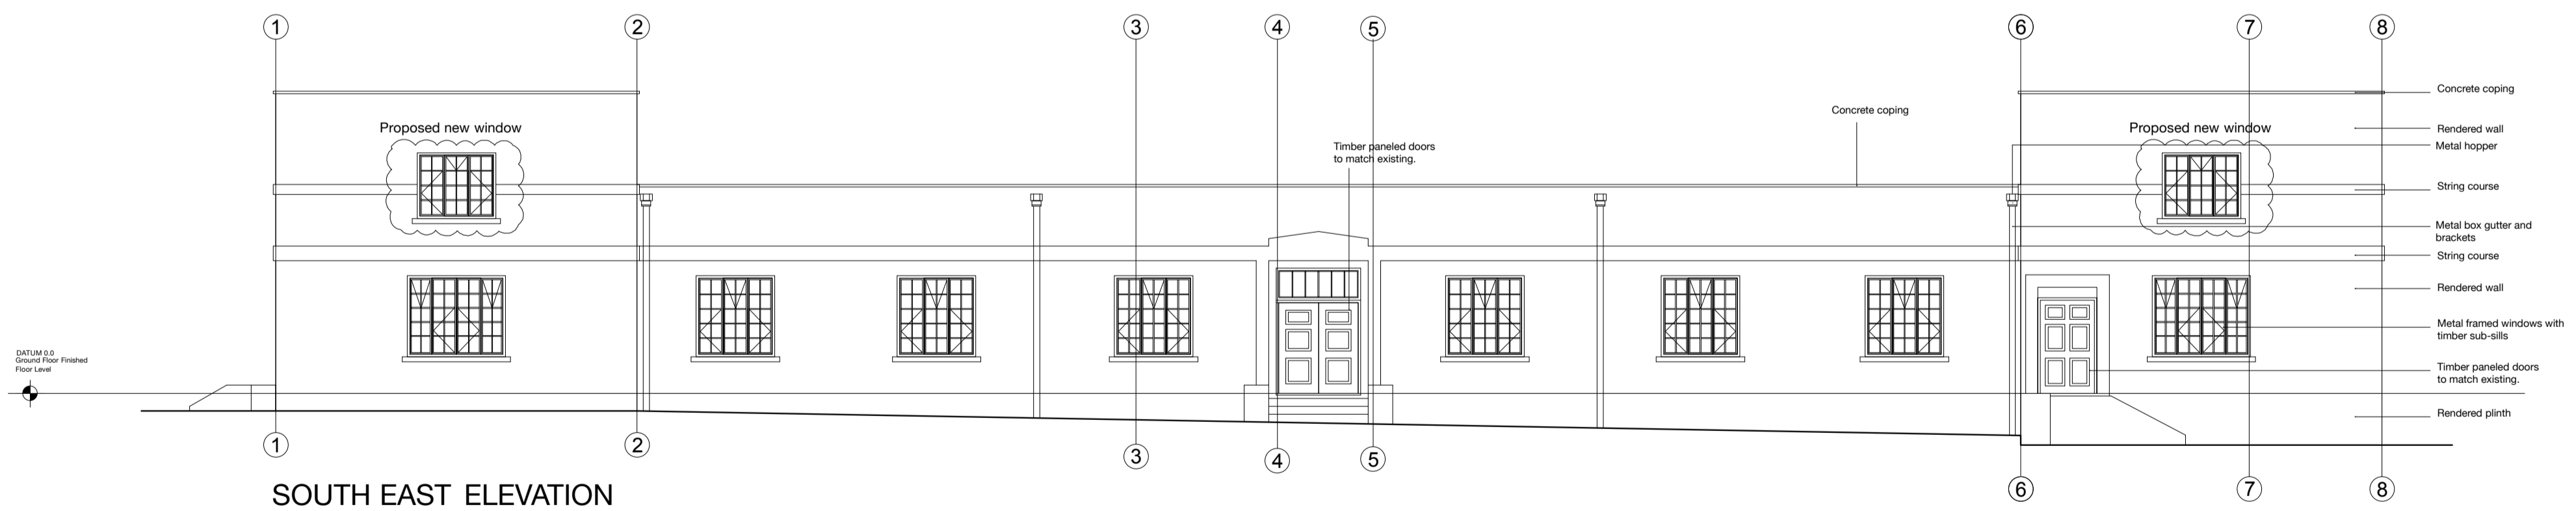 1 2 3 4 5 6 7 8
Concrete coping
Concrete coping
Proposed new window
Proposed new window
Rendered wall
Timber paneled doors
to match existing.
Metal hopper
String course
Metal box gutter and
brackets
String course
Rendered wall
Metal framed windows with
timber sub-sills
DATUM 0.0
Ground Floor Finished
Floor Level
Timber paneled doors
to match existing.
Rendered plinth
1 2 3 4 5 6 7 8
SOUTH EAST ELEVATION